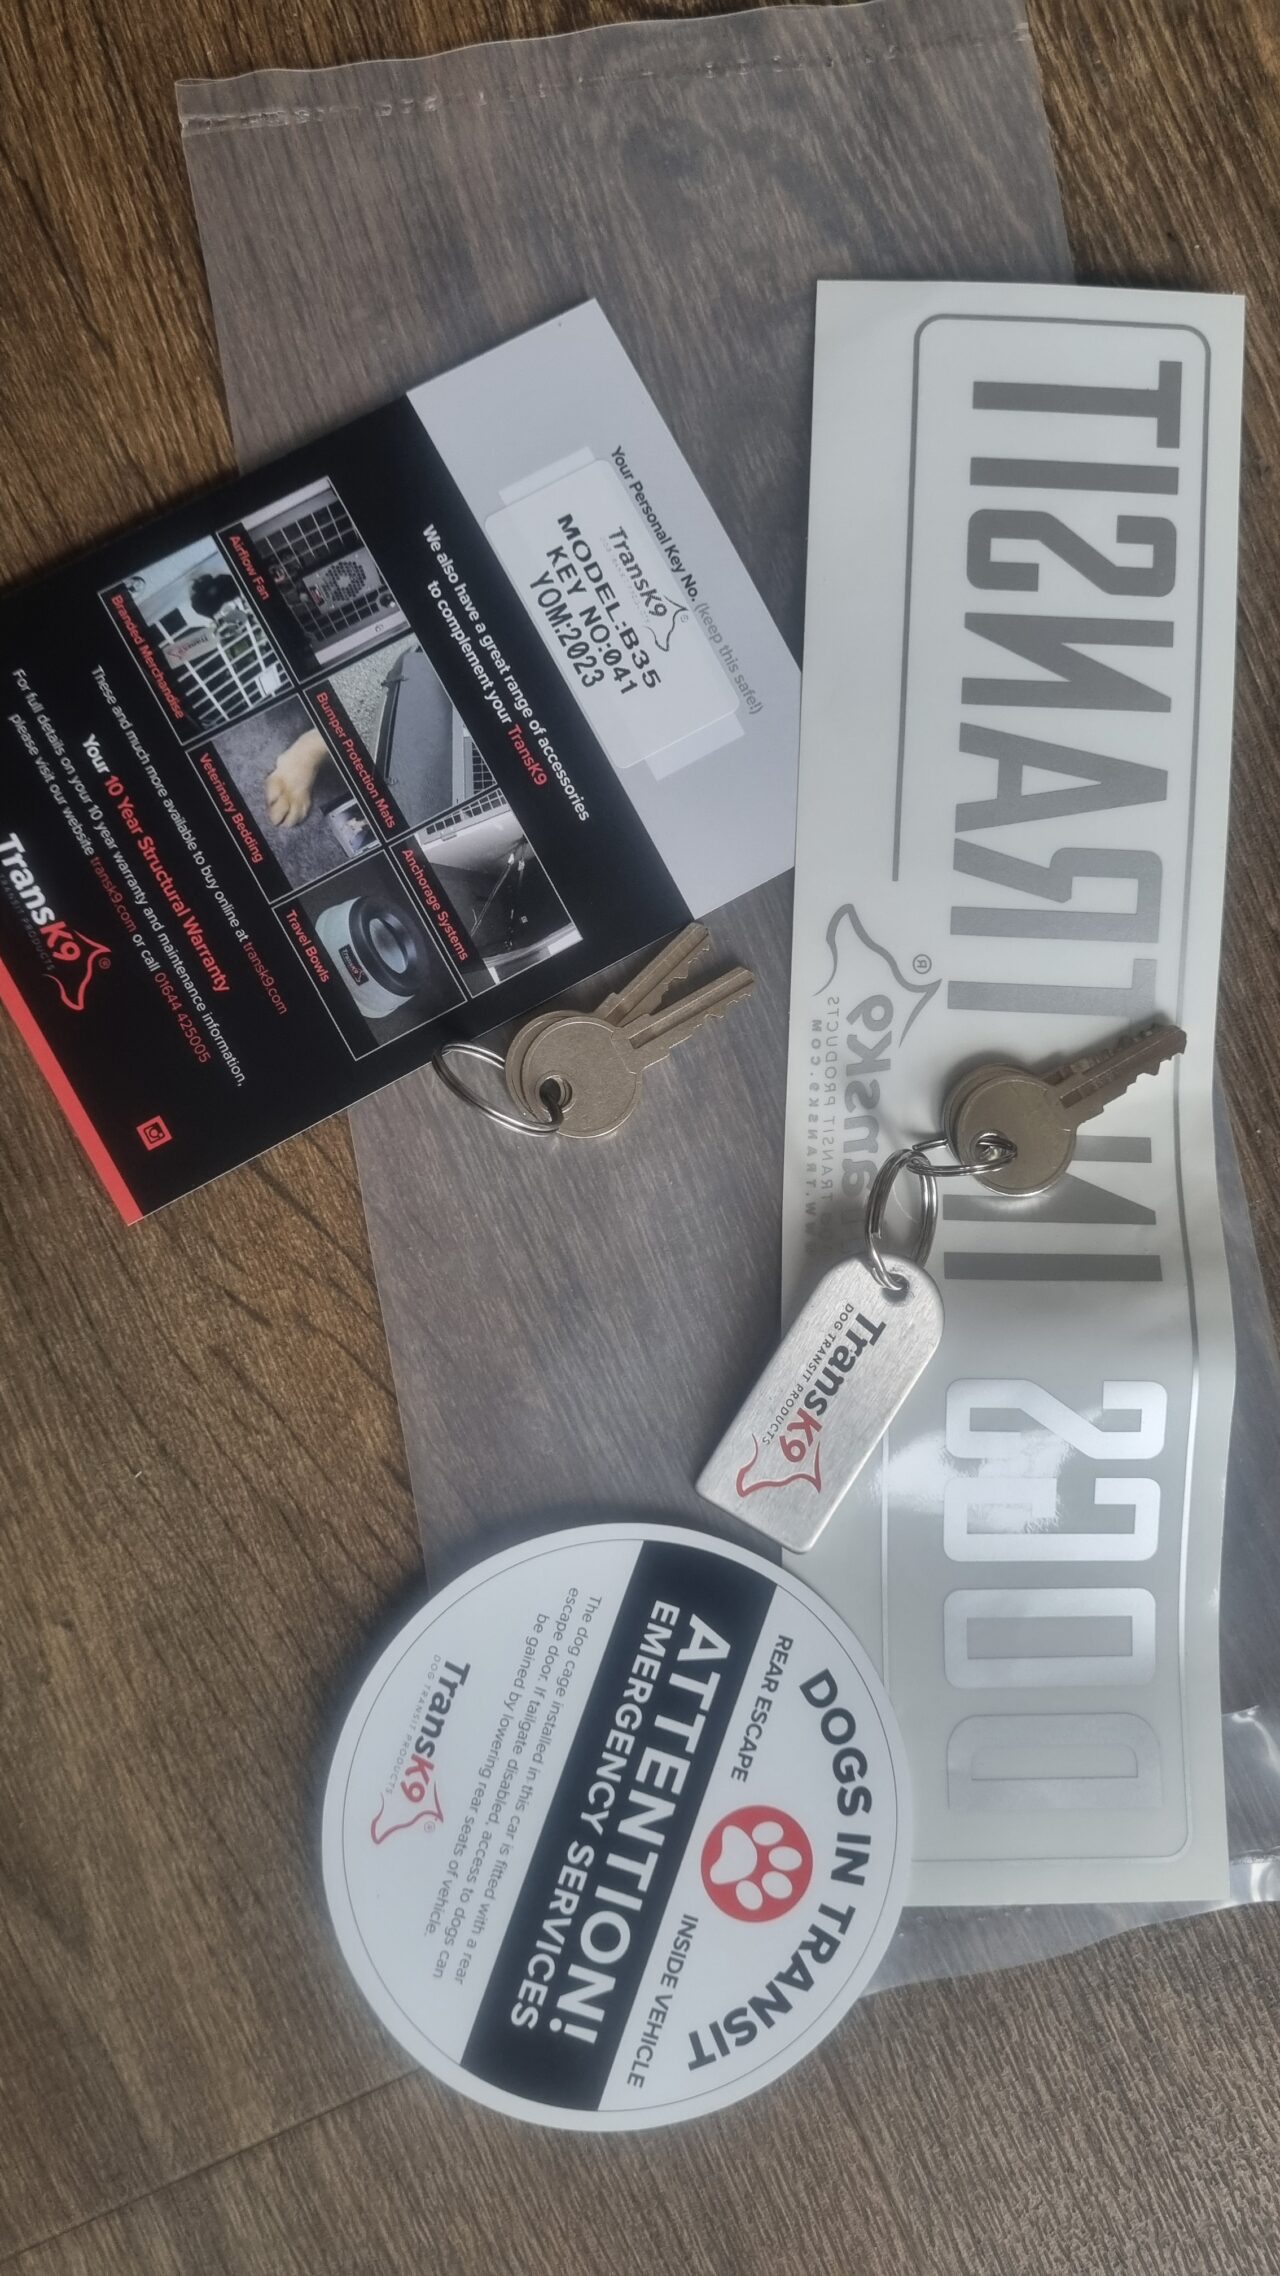 Your Personal Key No. (keep this safe!)
TransK9®
MODEL:B35
KEY NO:041
YOM:2023
We also have a great range of accessories
to complement your TransK9
Airflow Fan
Bumper Protection Mats
Anchorage Systems
Branded Merchandise
Veterinary Bedding
Travel Bowls
These and much more available to buy online at transk9.com
Your 10 Year Structural Warranty
For full details on your 10 year warranty and maintenance information,
please visit our website transk9.com or call 01644 425005
TransK9
TRANSIT PRODUCTS
DOGS IN TRANSIT
®
TRANSIT PRODUCTS
TransK9
DOG TRANSIT PRODUCTS
DOGS IN TRANSIT
REAR ESCAPE
INSIDE VEHICLE
ATTENTION!
EMERGENCY SERVICES
The dog cage installed in this car is fitted with a rear
escape door. If tailgate disabled, access to dogs can
be gained by lowering rear seats of vehicle.
TransK9®
DOG TRANSIT PRODUCTS